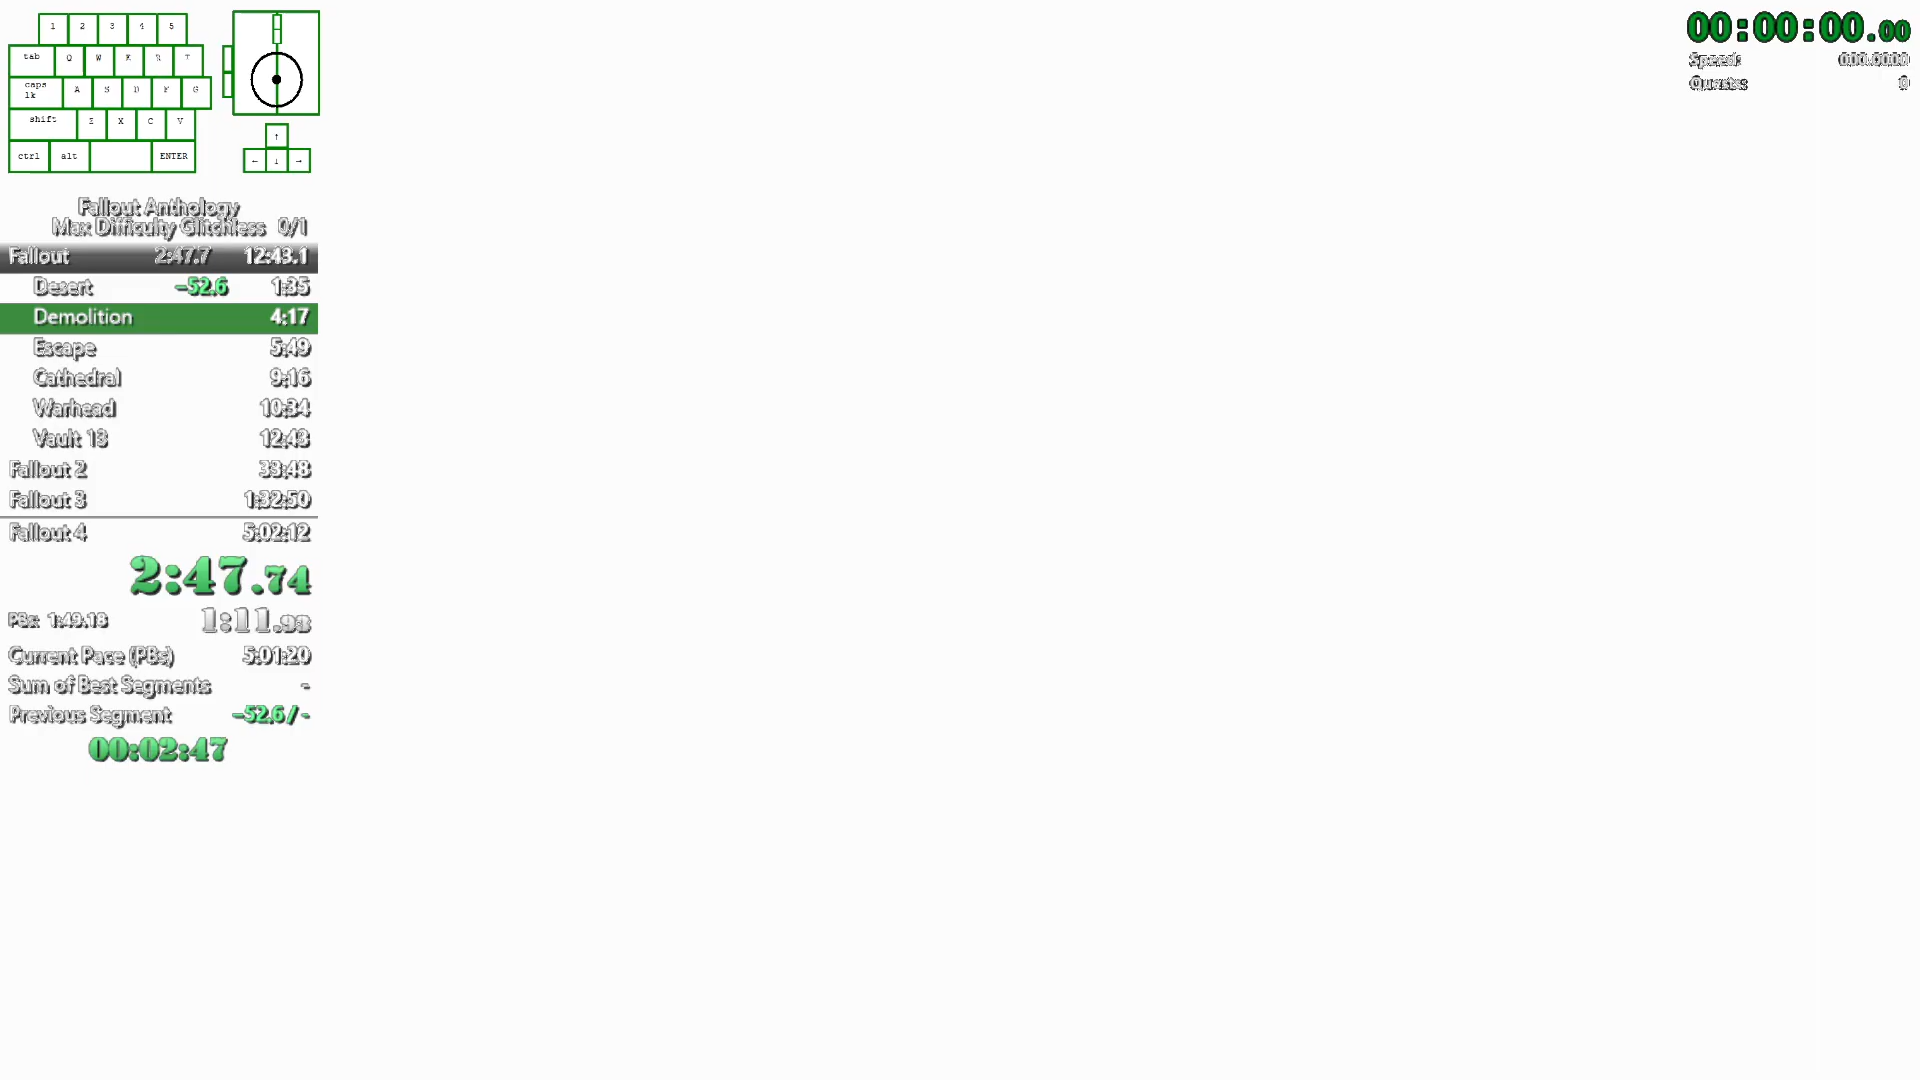 1 2 3 4 5
tab Q W E R T
caps lk A S D F G
shift Z X C V
ctrl alt ENTER
↑
← ↓ →
00:00:00.00
Speed: 000.0000
Quests: 0
Fallout Anthology
Max Difficulty Glitchless 0/1
Fallout 2:47.7 12:43.1
Desert −52.6 1:35
Demolition 4:17
Escape 5:49
Cathedral 9:16
Warhead 10:34
Vault 13 12:43
Fallout 2 33:48
Fallout 3 1:32:50
Fallout 4 5:02:12
2:47.74
PBs: 1:49.18 1:11.98
Current Pace (PBs) 5:01:20
Sum of Best Segments -
Previous Segment −52.6 / -
00:02:47